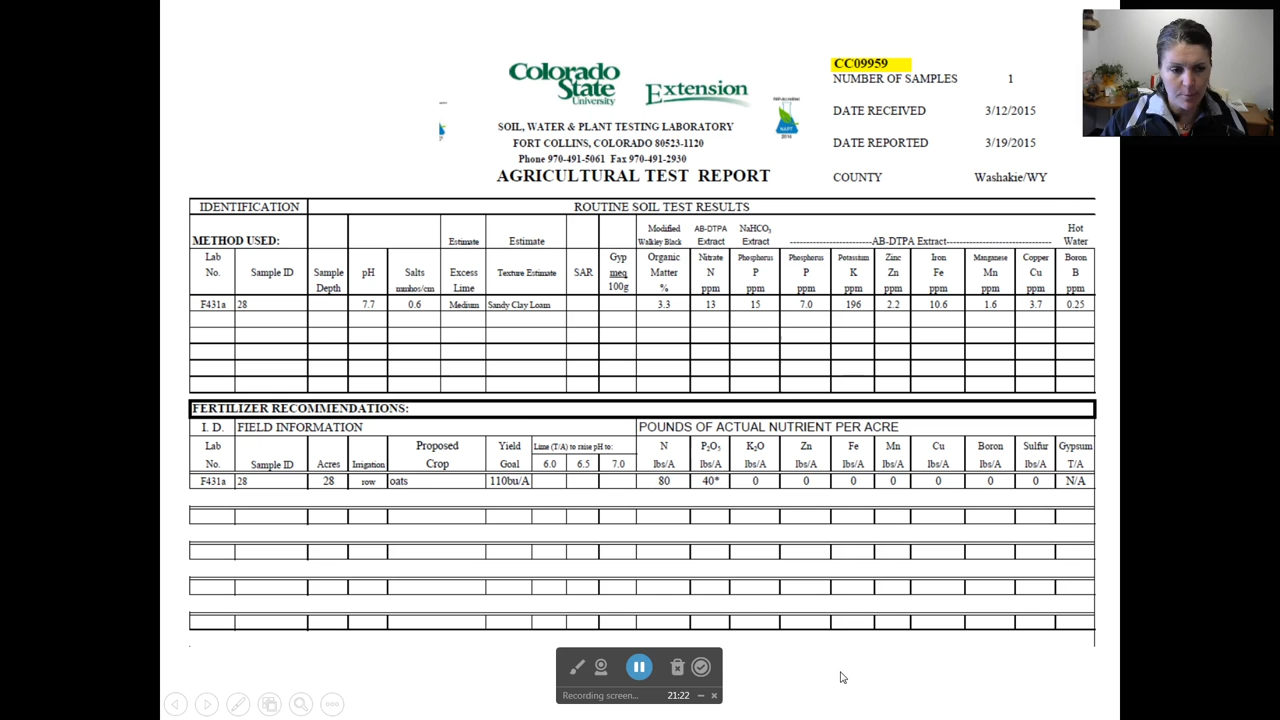 Colorado
State
University
Extension
CC09959
NUMBER OF SAMPLES 1
SOIL, WATER & PLANT TESTING LABORATORY
DATE RECEIVED 3/12/2015
FORT COLLINS, COLORADO 80523-1120
DATE REPORTED 3/19/2015
Phone 970-491-5061 Fax 970-491-2930
AGRICULTURAL TEST REPORT
COUNTY Washakie/WY
IDENTIFICATION ROUTINE SOIL TEST RESULTS
Modified AB-DTPA NaHCO3 Hot
METHOD USED: Estimate Estimate Walkley Black Extract Extract --------------------AB-DTPA Extract-------------------- Water
Lab Gyp Organic Nitrate Phosphorus Phosphorus Potassium Zinc Iron Manganese Copper Boron
No. Sample ID Sample pH Salts Excess Texture Estimate SAR meq Matter N P P K Zn Fe Mn Cu B
Depth mmhos/cm Lime 100g % ppm ppm ppm ppm ppm ppm ppm ppm ppm
F431a 28 7.7 0.6 Medium Sandy Clay Loam 3.3 13 15 7.0 196 2.2 10.6 1.6 3.7 0.25
FERTILIZER RECOMMENDATIONS:
I. D. FIELD INFORMATION POUNDS OF ACTUAL NUTRIENT PER ACRE
Lab Proposed Yield Lime (T/A) to raise pH to: N P2O5 K2O Zn Fe Mn Cu Boron Sulfur Gypsum
No. Sample ID Acres Irrigation Crop Goal 6.0 6.5 7.0 lbs/A lbs/A lbs/A lbs/A lbs/A lbs/A lbs/A lbs/A lbs/A T/A
F431a 28 28 row oats 110bu/A 80 40* 0 0 0 0 0 0 0 N/A
Recording screen... 21:22